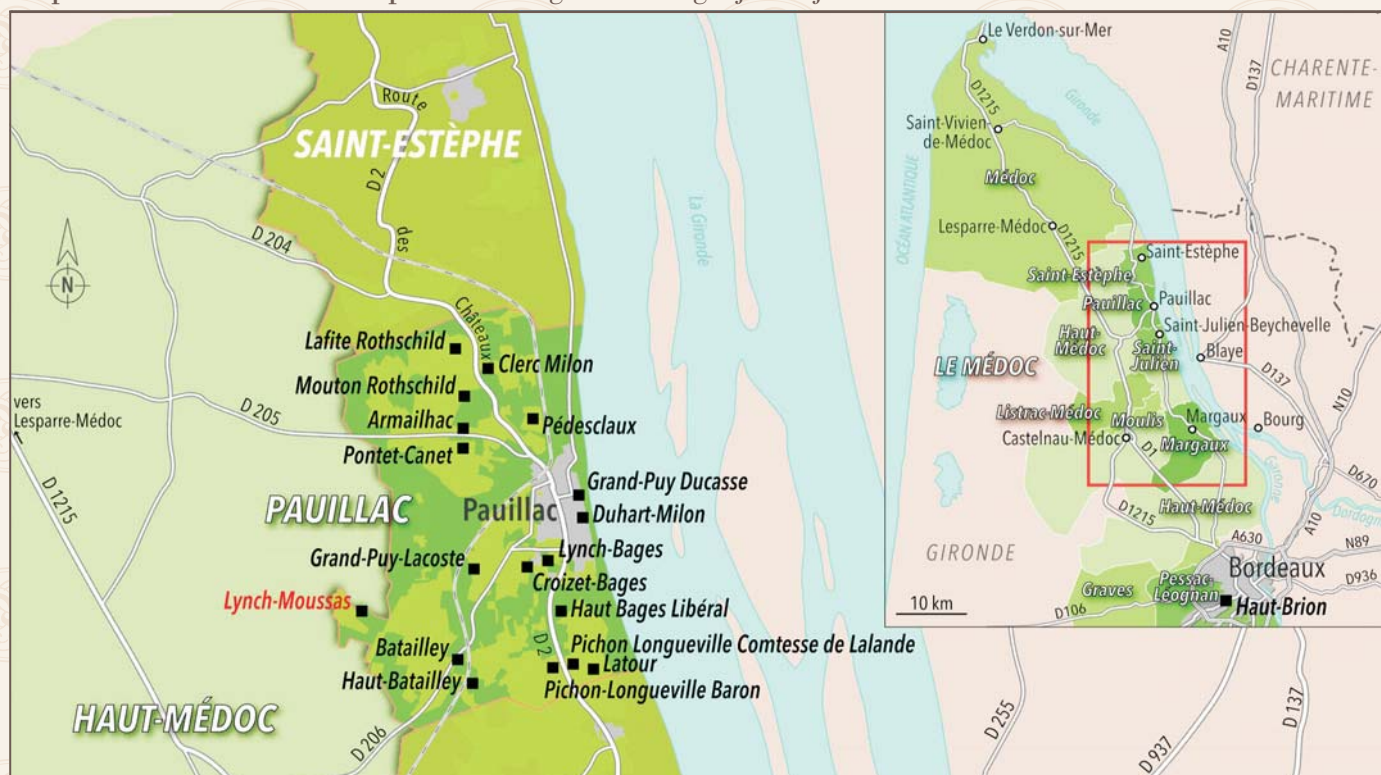 Route
des
Châteaux
D2
SAINT-ESTÈPHE
D 204
N
Lafite Rothschild
Clerc Milon
Mouton Rothschild
Armailhac
Pédesclaux
Pontet-Canet
D 205
vers
Lesparre-Médoc
D 1215
PAUILLAC
Pauillac
Grand-Puy Ducasse
Duhart-Milon
Lynch-Bages
Grand-Puy-Lacoste
Croizet-Bages
Lynch-Moussas
Haut Bages Libéral
D2
Batailley
Pichon Longueville Comtesse de Lalande
Latour
Haut-Batailley
Pichon-Longueville Baron
HAUT-MÉDOC
D 206
La Gironde
Le Verdon-sur-Mer
A10
D137
CHARENTE-
MARITIME
D1215
Gironde
Saint-Vivien-
de-Médoc
OCÉAN ATLANTIQUE
Médoc
Lesparre-Médoc
D1215
Saint-Estèphe
Saint-Estèphe
Pauillac
Pauillac
Saint-Julien-Beychevelle
Haut-
Médoc
Saint-
Julien
Blaye
LE MÉDOC
D137
N10
Listrac-Médoc
Moulis
Margaux
Bourg
Castelnau-Médoc
Margaux
D1
Garonne
D670
Dordogne
D1215
Haut-Médoc
A10
A630
N89
GIRONDE
Bordeaux
Pessac-
Léognan
D936
Graves
Haut-Brion
10 km
D106
D 255
D 937
D 137